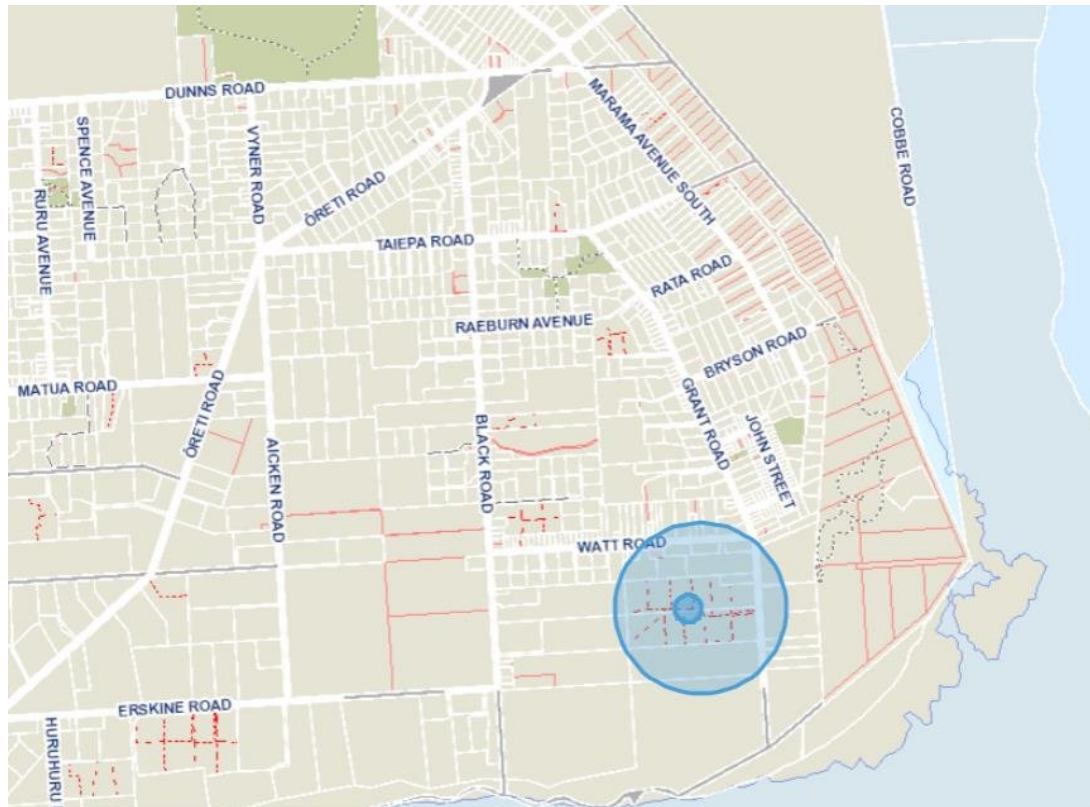 DUNNS ROAD
MARAMA AVENUE SOUTH
COBBE ROAD
SPENCE AVENUE
VYNER ROAD
ŌRETI ROAD
RURU AVENUE
TAIEPA ROAD
RATA ROAD
RAEBURN AVENUE
BRYSON ROAD
MATUA ROAD
ŌRETI ROAD
GRANT ROAD
BLACK ROAD
JOHN STREET
AICKEN ROAD
WATT ROAD
ERSKINE ROAD
HURUHURU